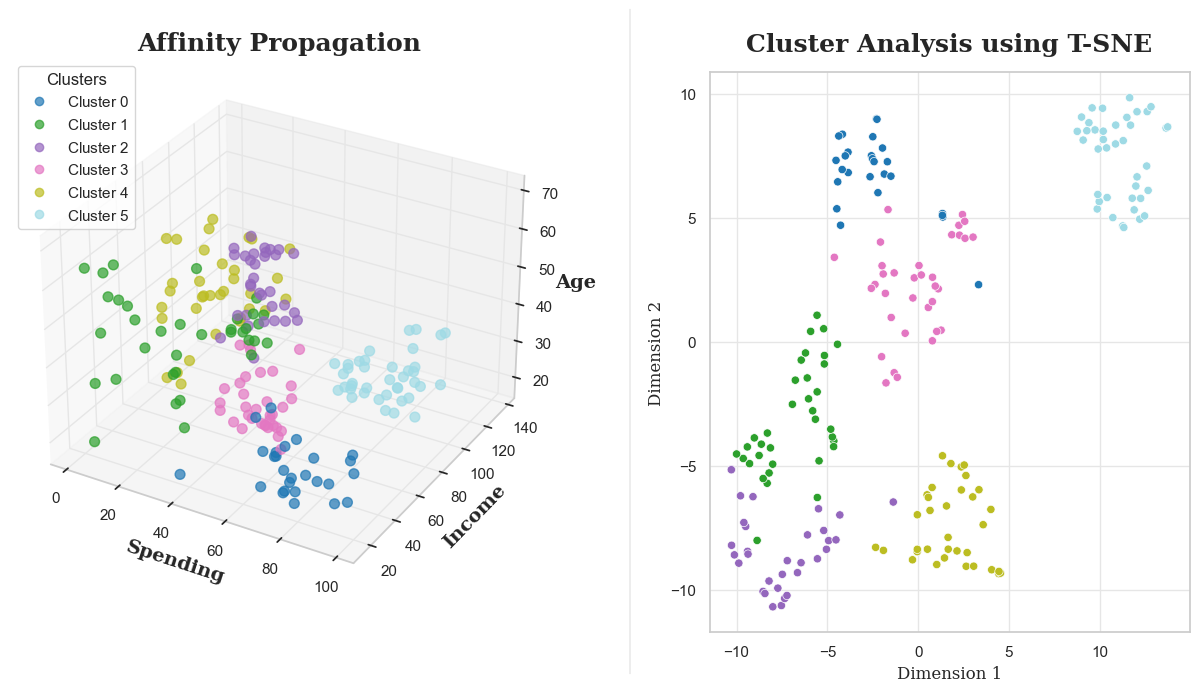 Affinity Propagation
Clusters
Cluster 0
Cluster 1
Cluster 2
Cluster 3
Cluster 4
Cluster 5
70
60
50
40
30
20
Age
140
120
100
80
60
40
20
Income
0
20
40
60
80
100
Spending
Cluster Analysis using T-SNE
10
5
0
−5
−10
Dimension 2
−10
−5
0
5
10
Dimension 1